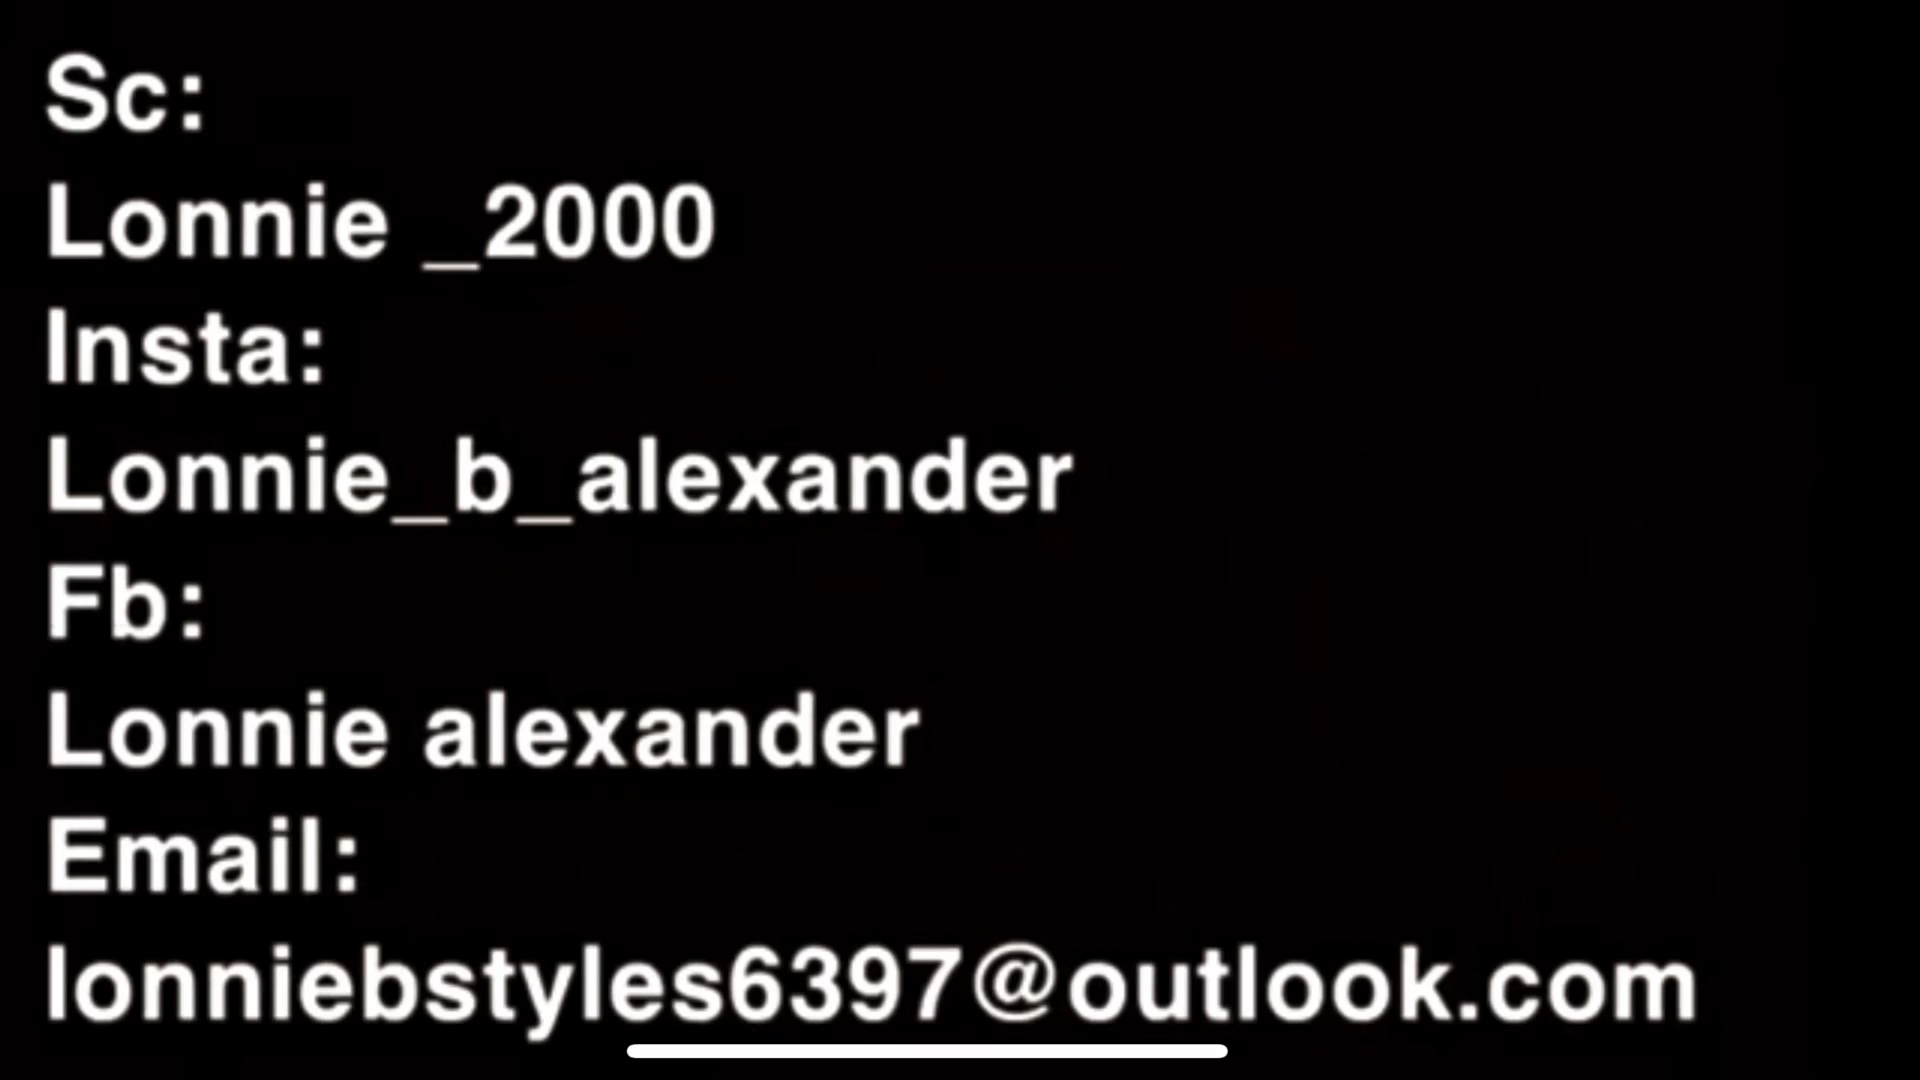 Sc:
Lonnie _2000
Insta:
Lonnie_b_alexander
Fb:
Lonnie alexander
Email:
lonniebstyles6397@outlook.com